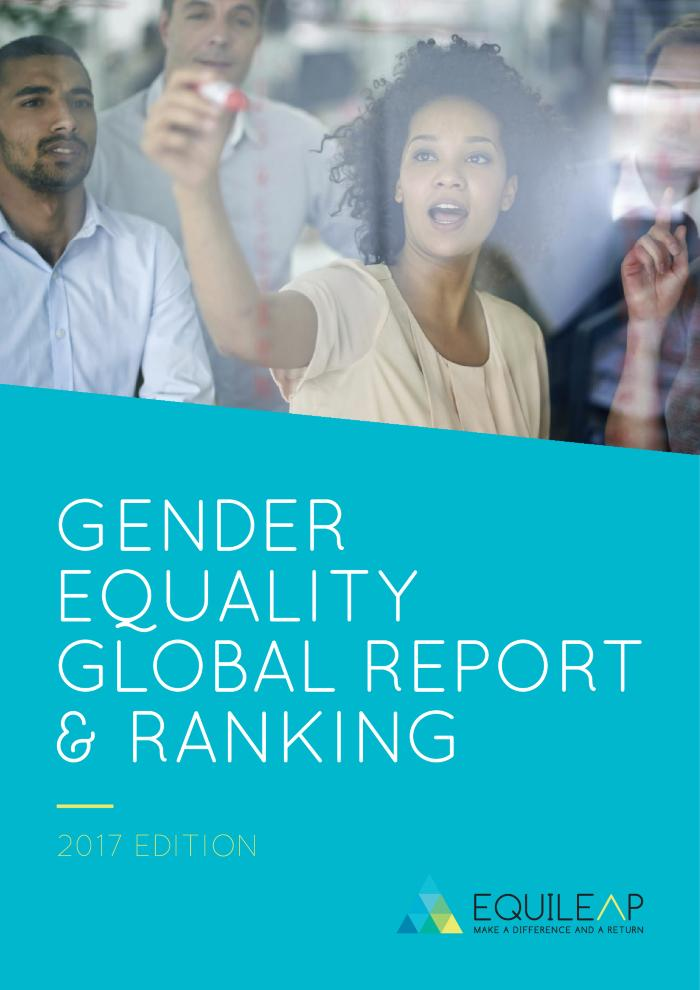 GENDER
EQUALITY
GLOBAL REPORT
& RANKING
2017 EDITION
EQUILEAP
MAKE A DIFFERENCE AND A RETURN